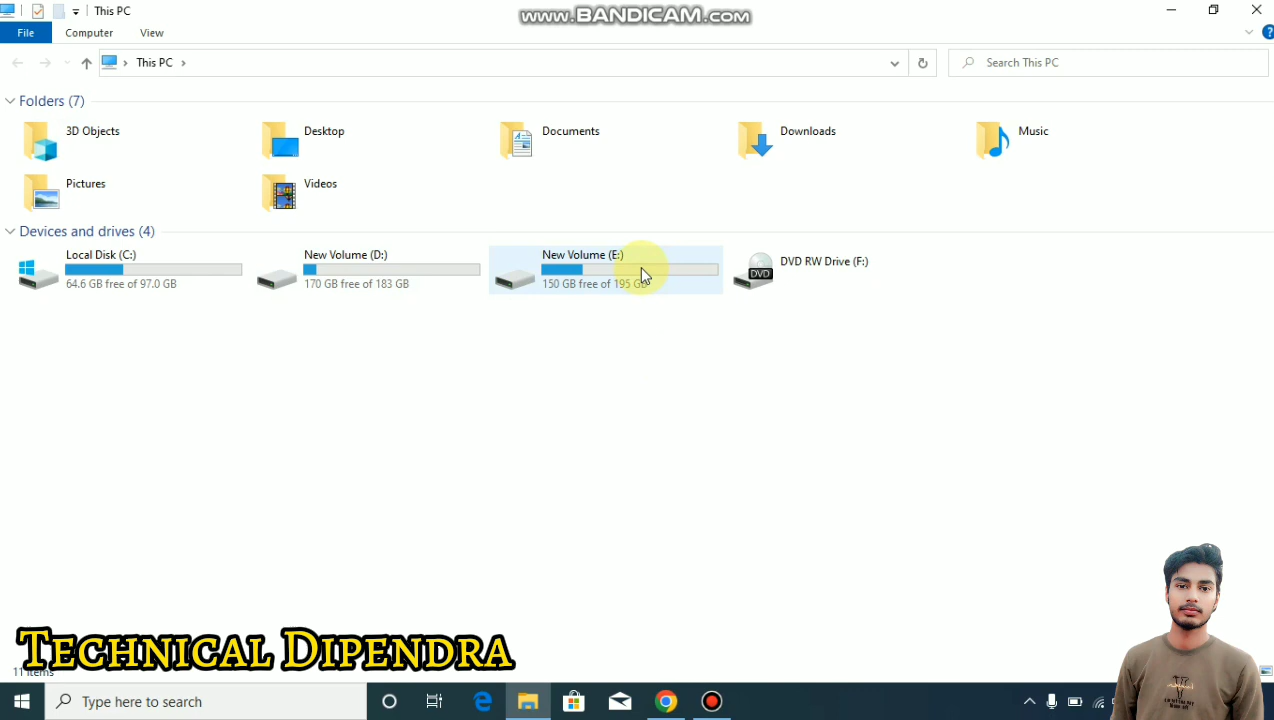 This PC
www.BANDICAM.com
File Computer View
This PC
Search This PC
Folders (7)
3D Objects Desktop Documents Downloads Music
Pictures Videos
Devices and drives (4)
Local Disk (C:) New Volume (D:) New Volume (E:) DVD RW Drive (F:)
64.6 GB free of 97.0 GB 170 GB free of 183 GB 150 GB free of 195 GB
DVD
Technical Dipendra
11 items
Type here to search